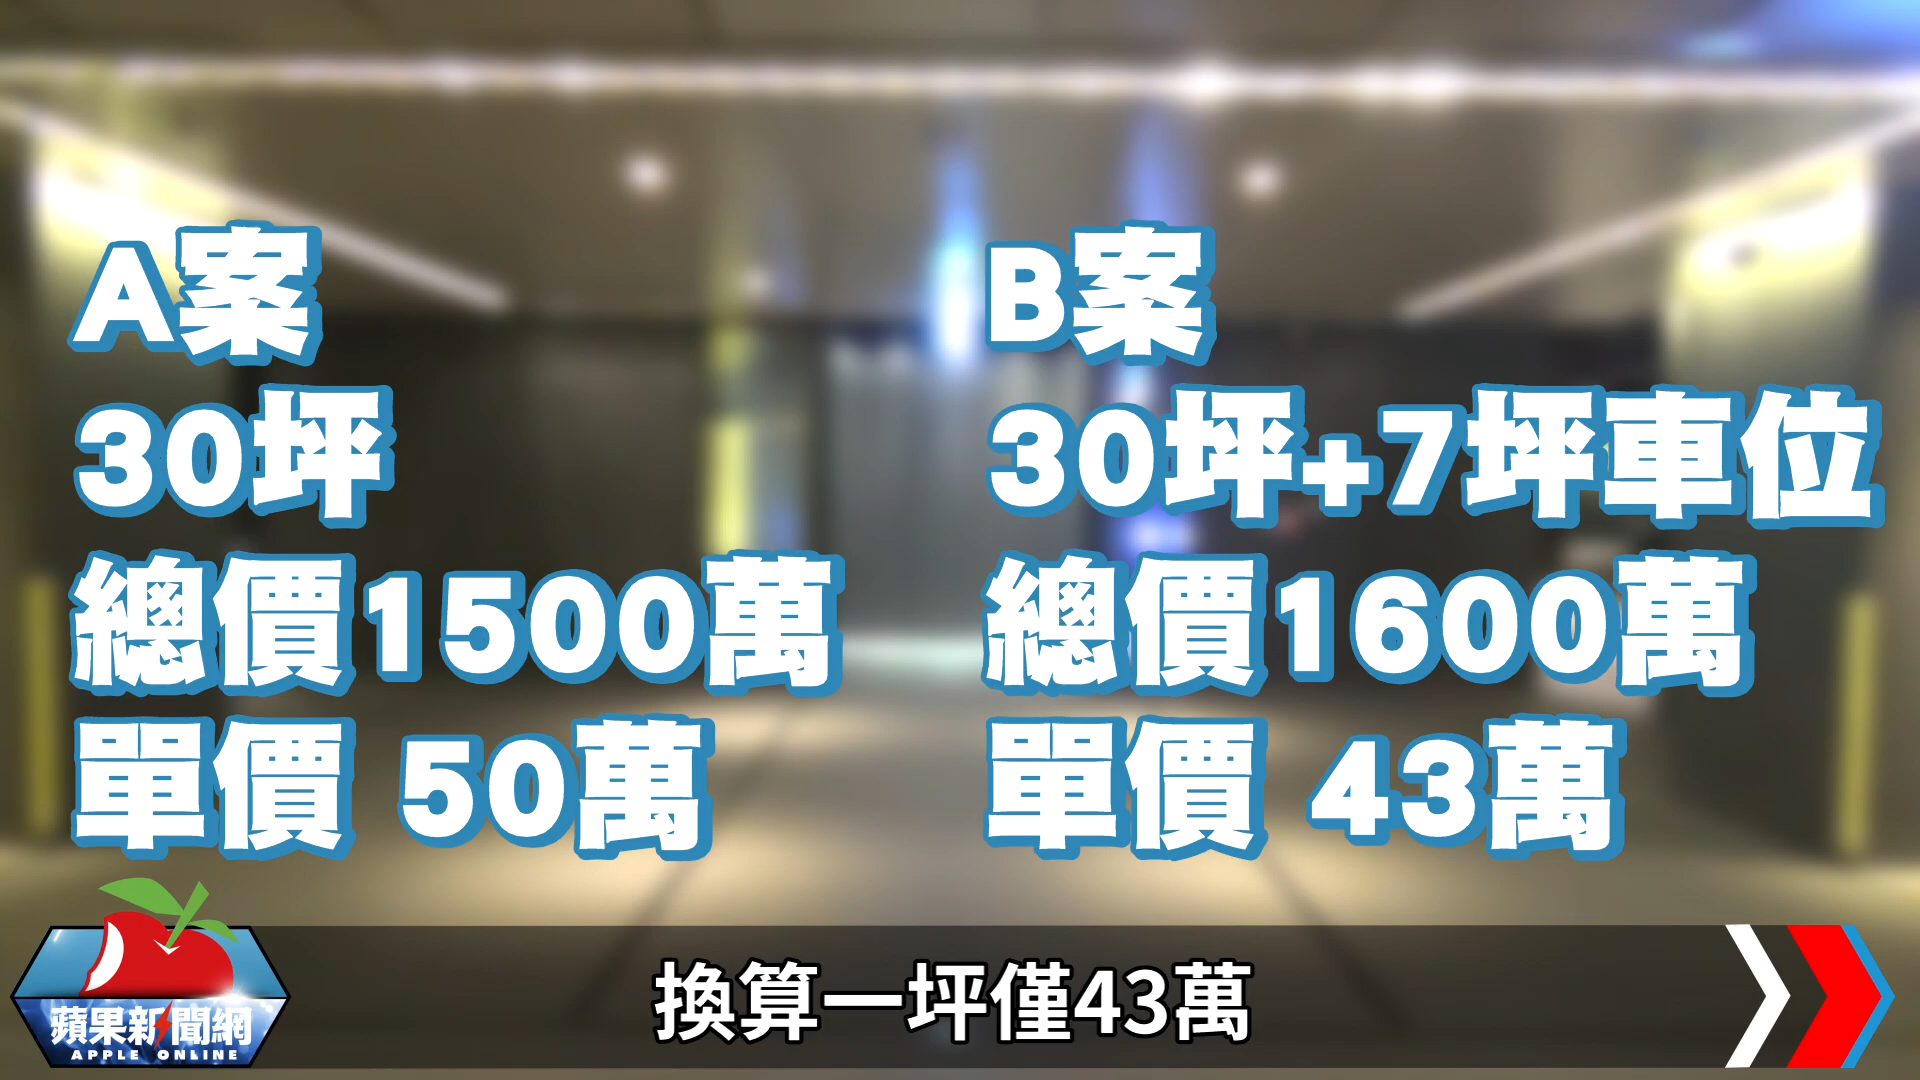 A案
30坪
總價1500萬
單價 50萬
B案
30坪+7坪車位
總價1600萬
單價 43萬
換算一坪僅43萬
蘋果新聞網
APPLE ONLINE